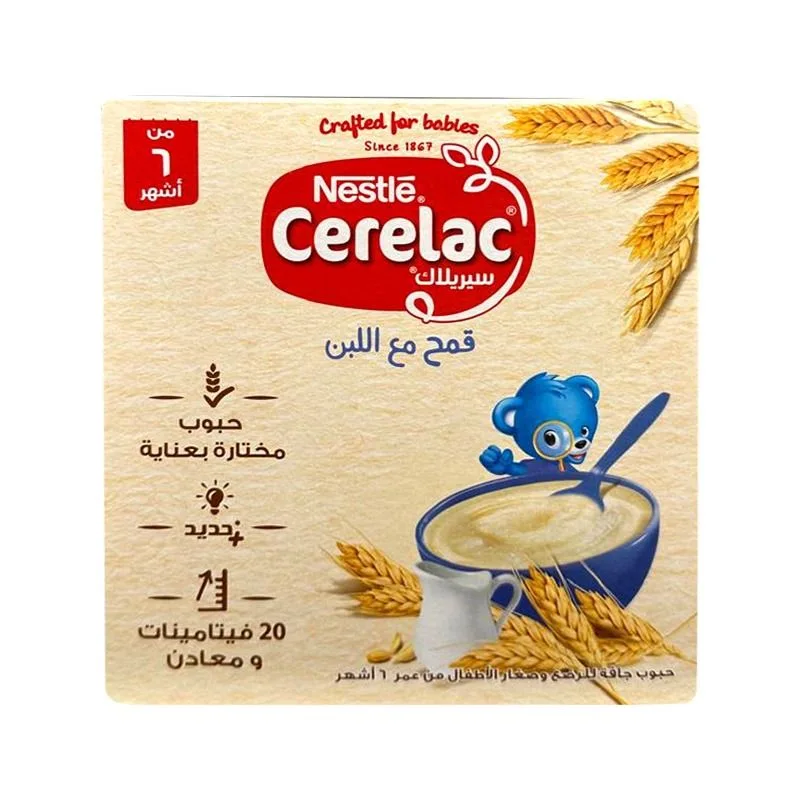 Crafted for babies
Since 1867
من
٦
أشهر
Nestlé®
Cerelac®
سيريلاك®
قمح مع اللبن
حبوب
مختارة بعناية
حديد+
20 فيتامينات
و معادن
حبوب جافة للرضع وصغار الأطفال من عمر ٦ أشهر